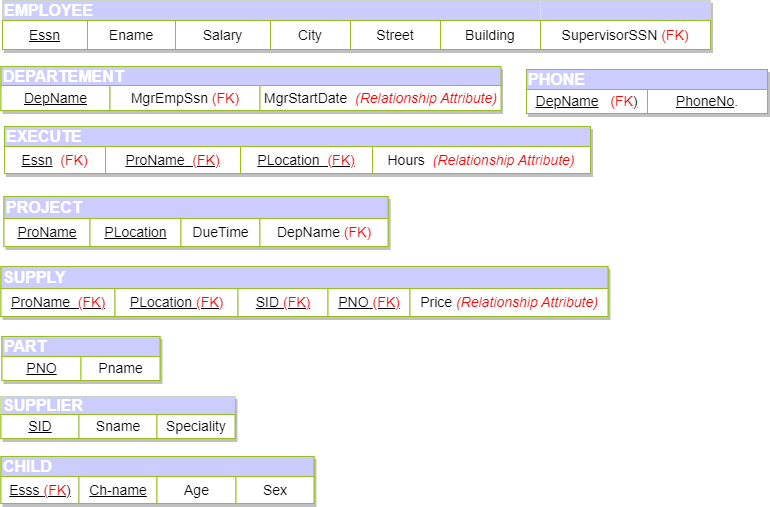 EMPLOYEE
Essn Ename Salary City Street Building SupervisorSSN (FK)
DEPARTEMENT
DepName MgrEmpSsn (FK) MgrStartDate (Relationship Attribute)
PHONE
DepName (FK) PhoneNo.
EXECUTE
Essn (FK) ProName (FK) PLocation (FK) Hours (Relationship Attribute)
PROJECT
ProName PLocation DueTime DepName (FK)
SUPPLY
ProName (FK) PLocation (FK) SID (FK) PNO (FK) Price (Relationship Attribute)
PART
PNO Pname
SUPPLIER
SID Sname Speciality
CHILD
Esss (FK) Ch-name Age Sex